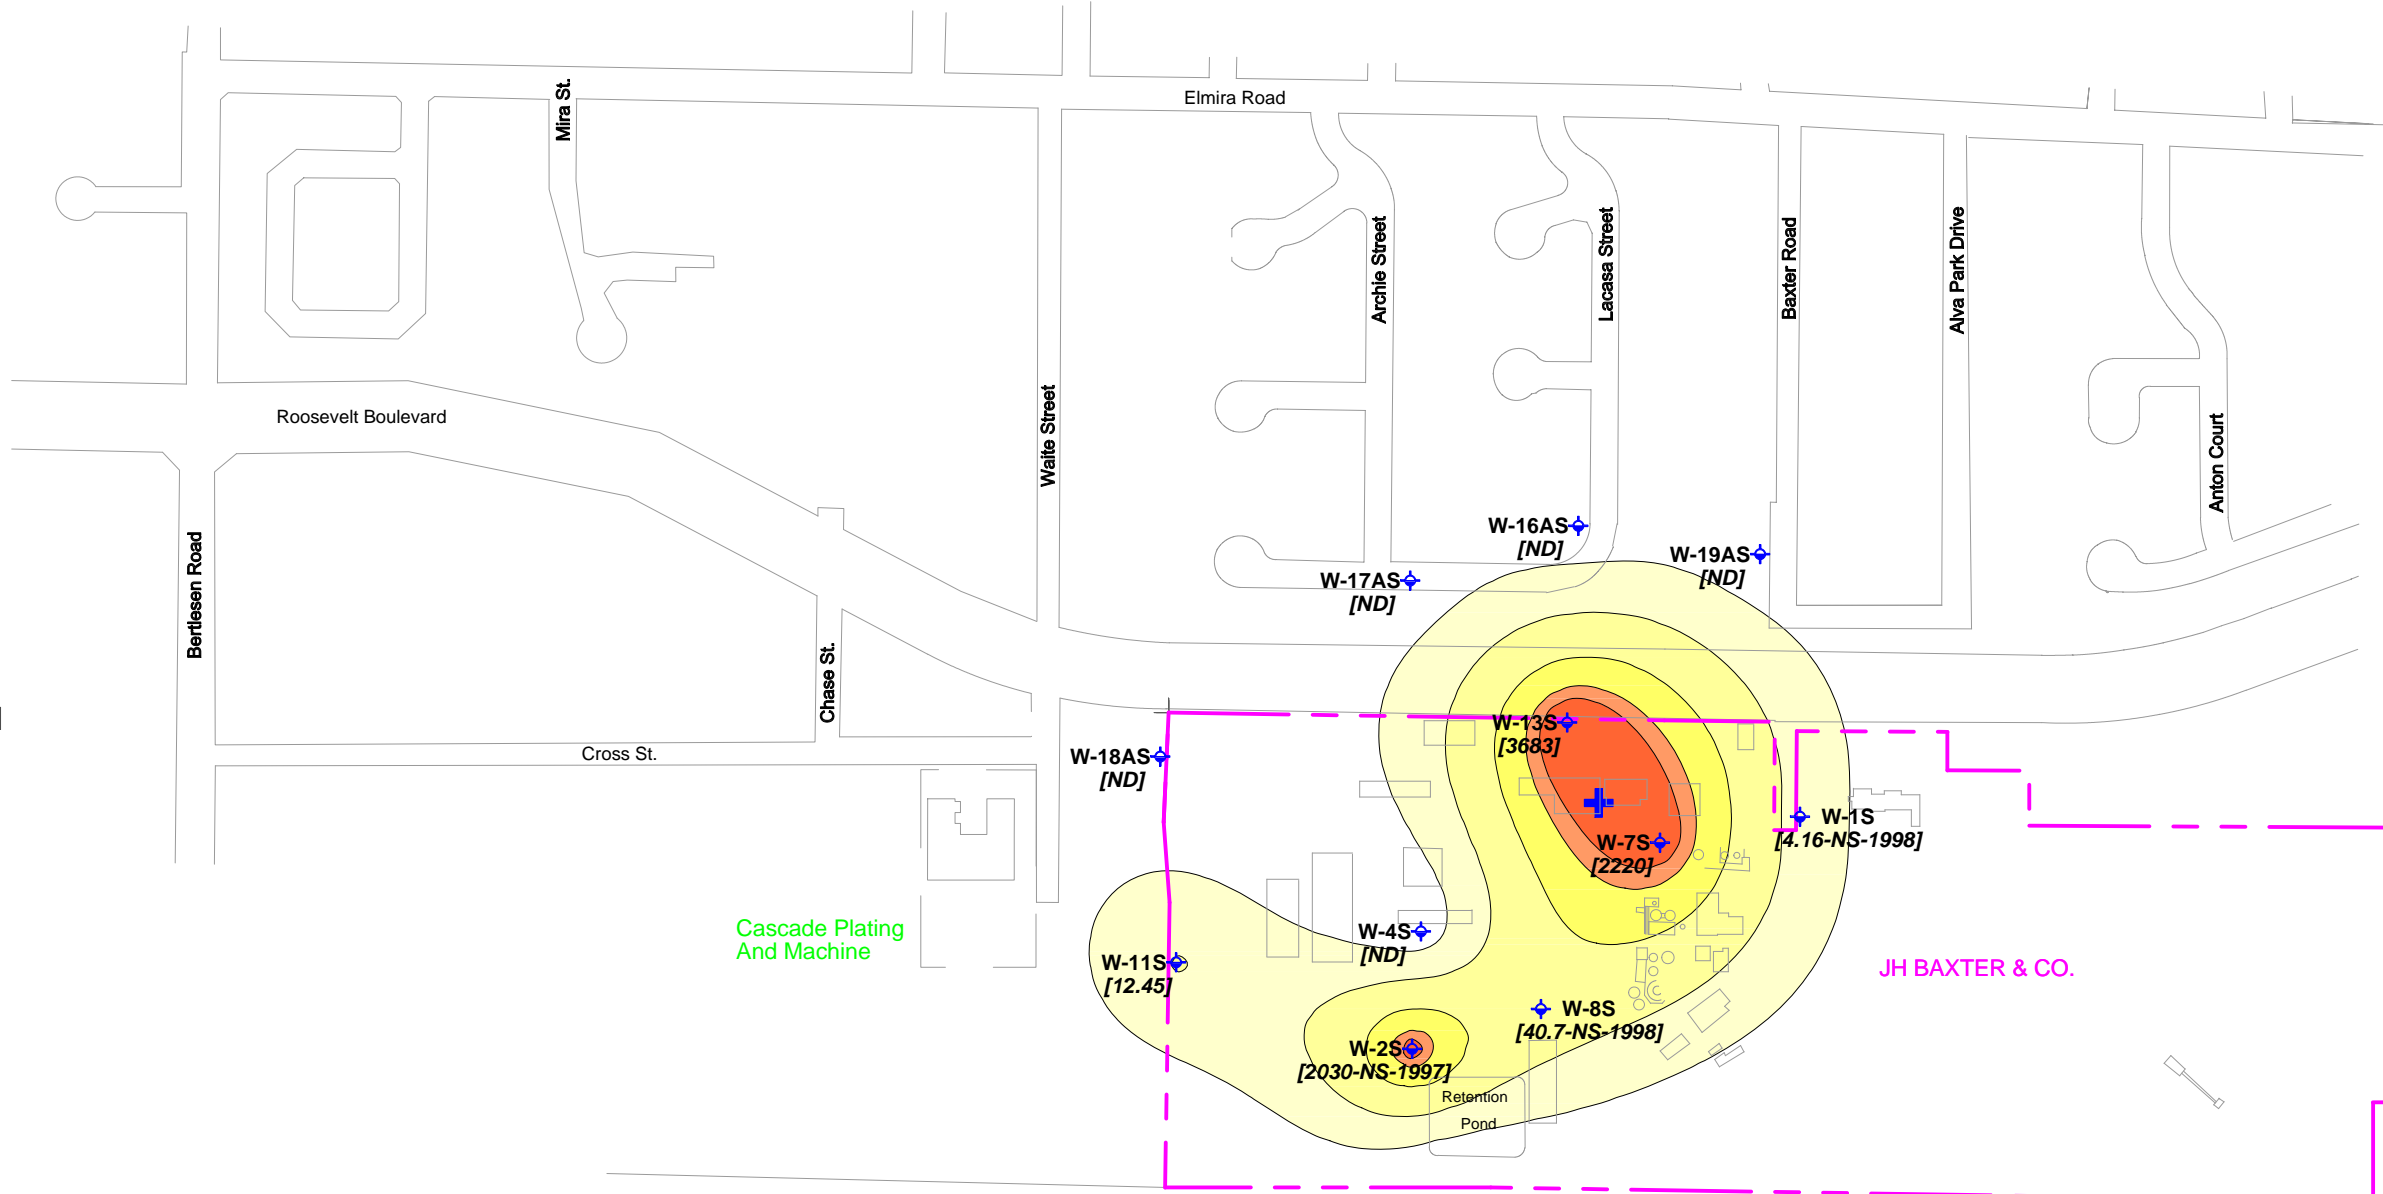 Elmira Road
Mira St.
Archie Street
Lacasa Street
Baxter Road
Alva Park Drive
Roosevelt Boulevard
Waite Street
Anton Court
Bertlesen Road
Chase St.
Cross St.
W-16AS
[ND]
W-19AS
[ND]
W-17AS
[ND]
W-13S
[3683]
W-18AS
[ND]
W-7S
[2220]
W-1S
[4.16-NS-1998]
Cascade Plating
And Machine
W-4S
[ND]
W-11S
[12.45]
JH BAXTER & CO.
W-8S
[40.7-NS-1998]
W-2S
[2030-NS-1997]
Retention
Pond